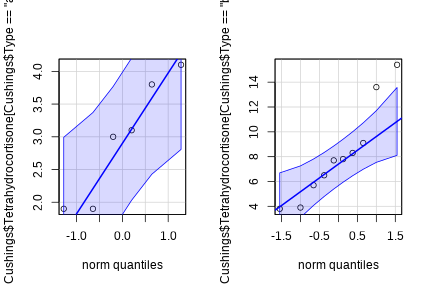 Cushings$Tetrahydrocortisone[Cushings$Type == "a
2.0 2.5 3.0 3.5 4.0
-1.0 0.0 1.0
norm quantiles
Cushings$Tetrahydrocortisone[Cushings$Type == "b
4 6 8 10 12 14
-1.5 -0.5 0.5 1.5
norm quantiles